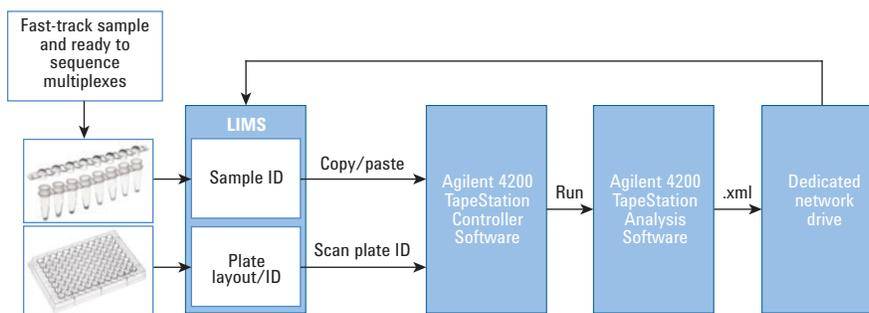 Fast-track sample
and ready to
sequence
multiplexes
LIMS
Sample ID
Copy/paste
Plate
layout/ID
Scan plate ID
Agilent 4200
TapeStation
Controller
Software
Run
Agilent 4200
TapeStation
Analysis
Software
.xml
Dedicated
network
drive